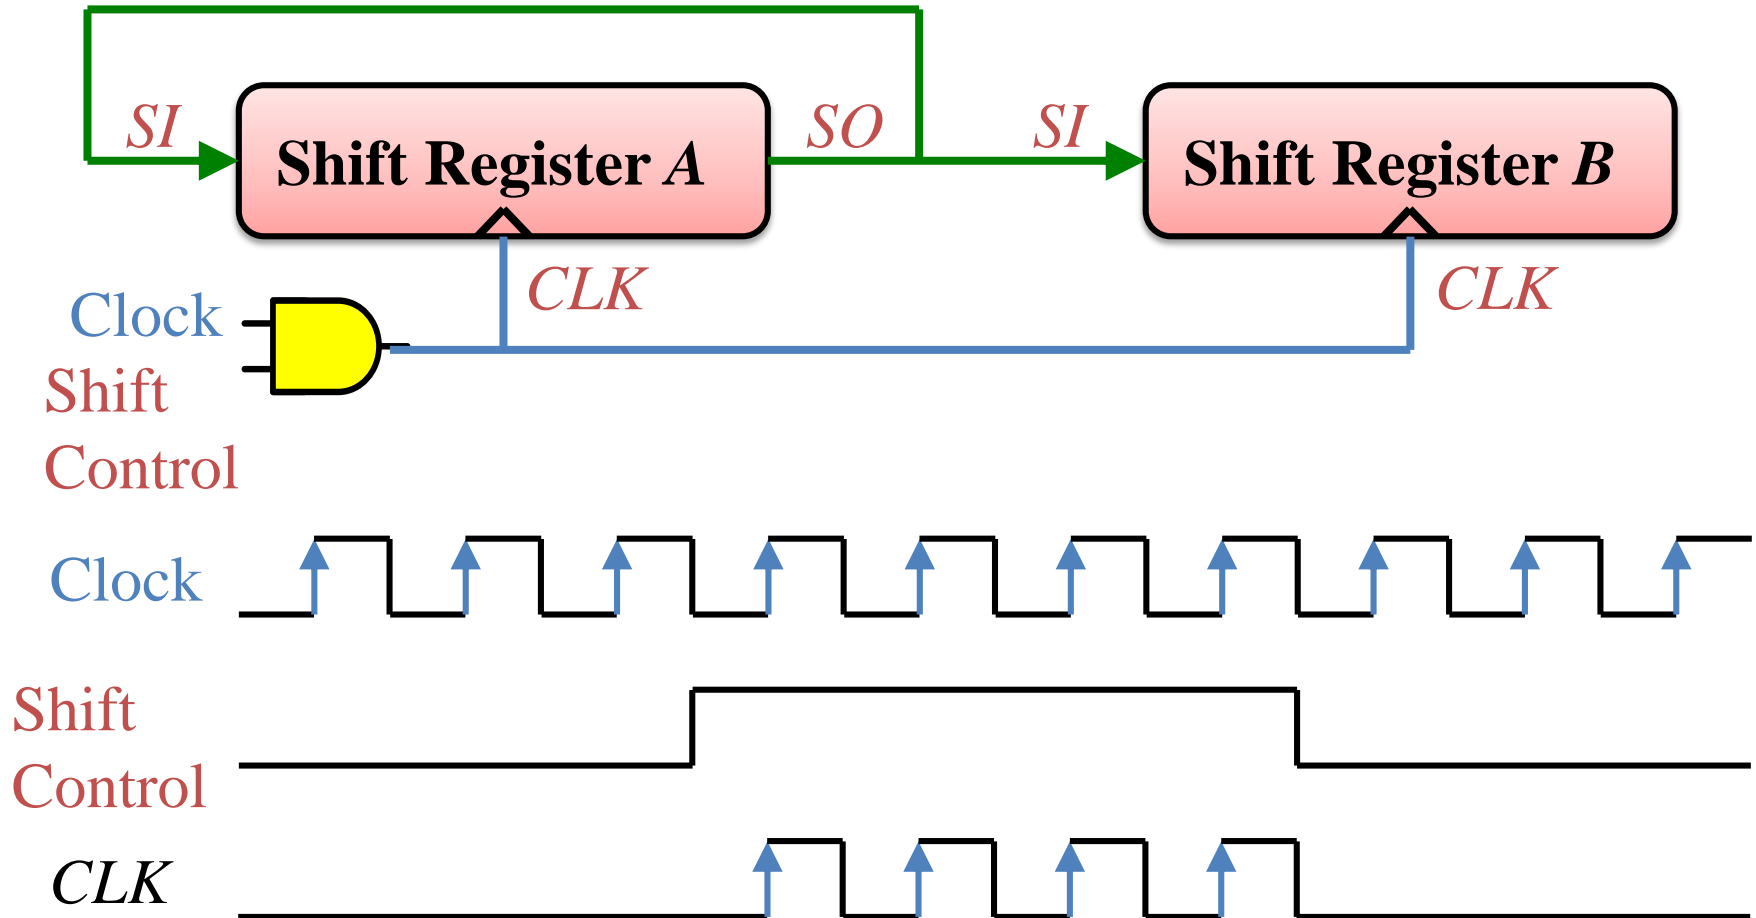 SI
SO
SI
Shift Register A
Shift Register B
CLK
CLK
Clock
Shift
Control
Clock
Shift
Control
CLK